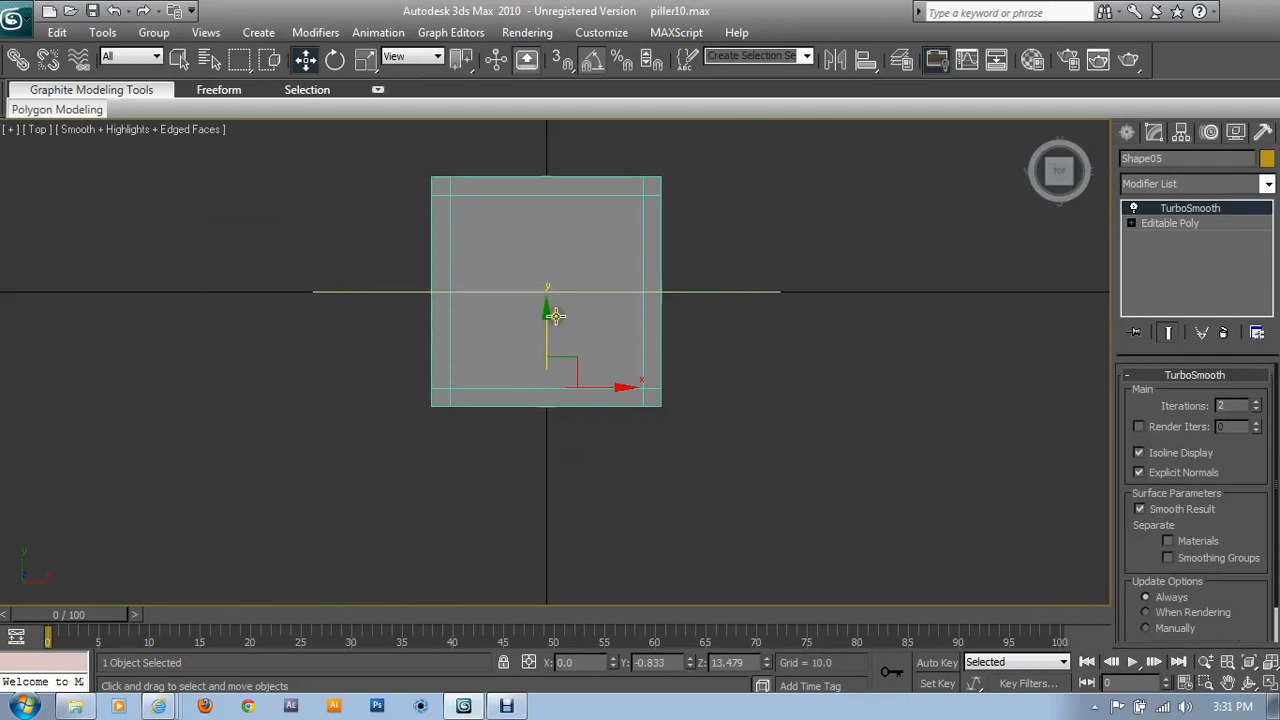 Autodesk 3ds Max 2010 - Unregistered Version piller10.max
Type a keyword or phrase
Edit Tools Group Views Create Modifiers Animation Graph Editors Rendering Customize MAXScript Help
All View Create Selection Se
Graphite Modeling Tools Freeform Selection
Polygon Modeling
[ + ] [ Top ] [ Smooth + Highlights + Edged Faces ]
TOP
Shape05
Modifier List
TurboSmooth
Editable Poly
y
x
TurboSmooth
Main
Iterations: 2
Render Iters: 0
Isoline Display
Explicit Normals
Surface Parameters
Smooth Result
Separate
Materials
Smoothing Groups
Update Options
Always
When Rendering
Manually
y
x
< 0 / 100 >
0 5 10 15 20 25 30 35 40 45 50 55 60 65 70 75 80 85 90 95 100
1 Object Selected X: 0.0 Y: -0.833 Z: 13.479 Grid = 10.0 Auto Key Selected
Welcome to M Click and drag to select and move objects Add Time Tag Set Key Key Filters... 0
3:31 PM